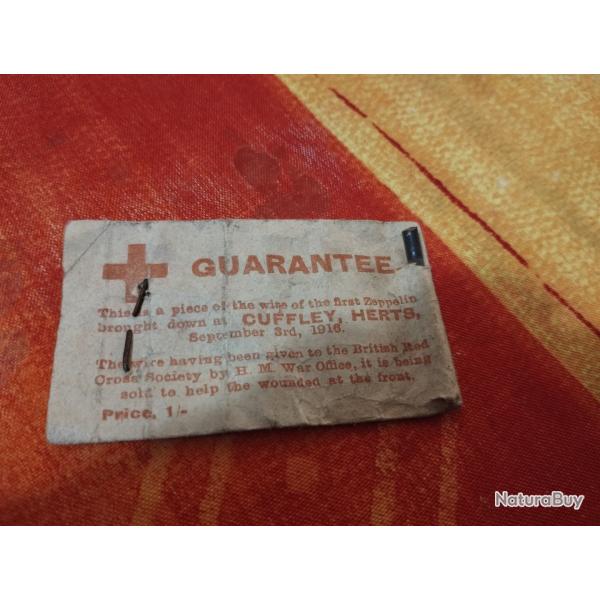 GUARANTEE
This is a piece of the wire of the first Zeppelin
brought down at CUFFLEY, HERTS,
September 3rd, 1916.
The wire having been given to the British Red
Cross Society by H. M. War Office, it is being
sold to help the wounded at the front.
Price, 1/-
NaturaBuy